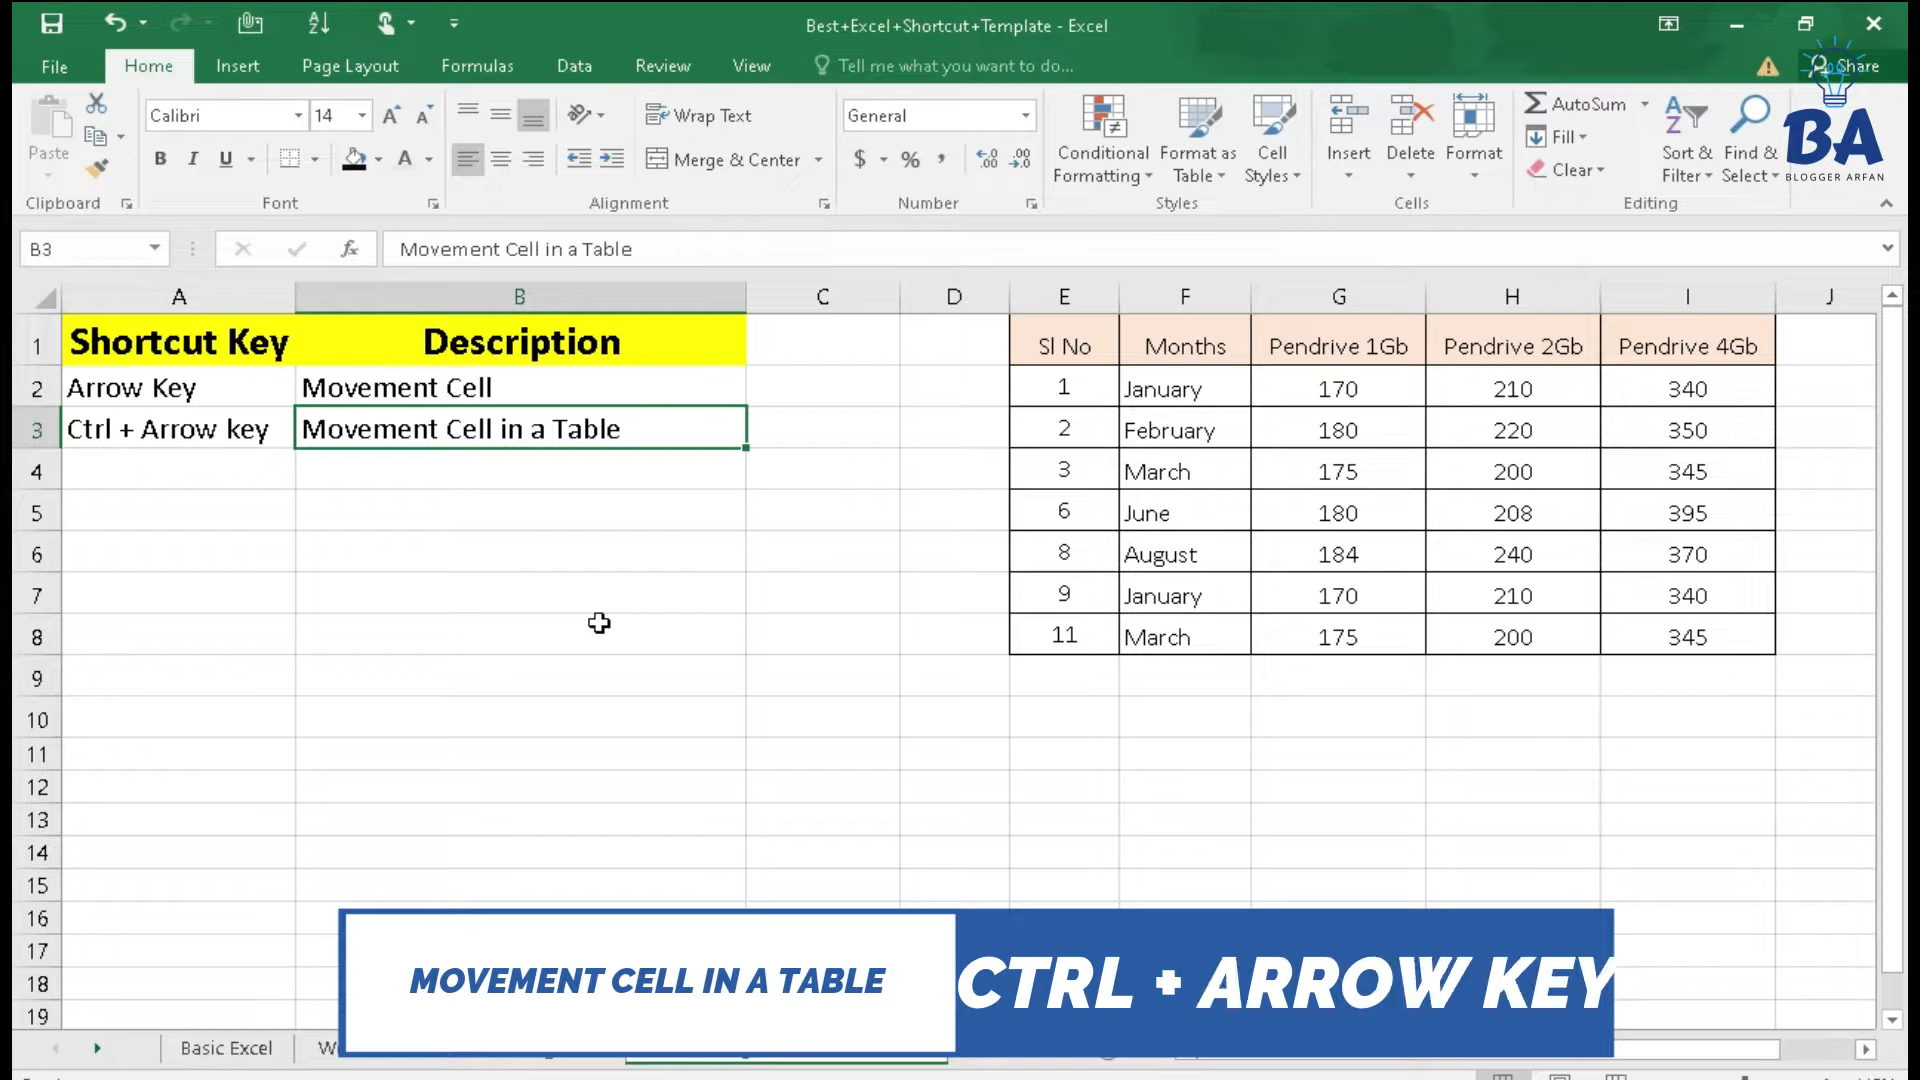 Best+Excel+Shortcut+Template - Excel
File Home Insert Page Layout Formulas Data Review View Tell me what you want to do... Share
Paste
Calibri 14
B I U A
Wrap Text
Merge & Center
General
$ % ,
Conditional Formatting
Format as Table
Cell Styles
Insert
Delete
Format
AutoSum
Fill
Clear
Sort & Filter
Find & Select
BA
BLOGGER ARFAN
Clipboard Font Alignment Number Styles Cells Editing
B3 fx Movement Cell in a Table
A B C D E F G H I J
1 Shortcut Key Description Sl No Months Pendrive 1Gb Pendrive 2Gb Pendrive 4Gb
2 Arrow Key Movement Cell 1 January 170 210 340
3 Ctrl + Arrow key Movement Cell in a Table 2 February 180 220 350
4 3 March 175 200 345
5 6 June 180 208 395
6 8 August 184 240 370
7 9 January 170 210 340
8 11 March 175 200 345
9
10
11
12
13
14
15
16
17
18
19
MOVEMENT CELL IN A TABLE CTRL + ARROW KEY
Basic Excel